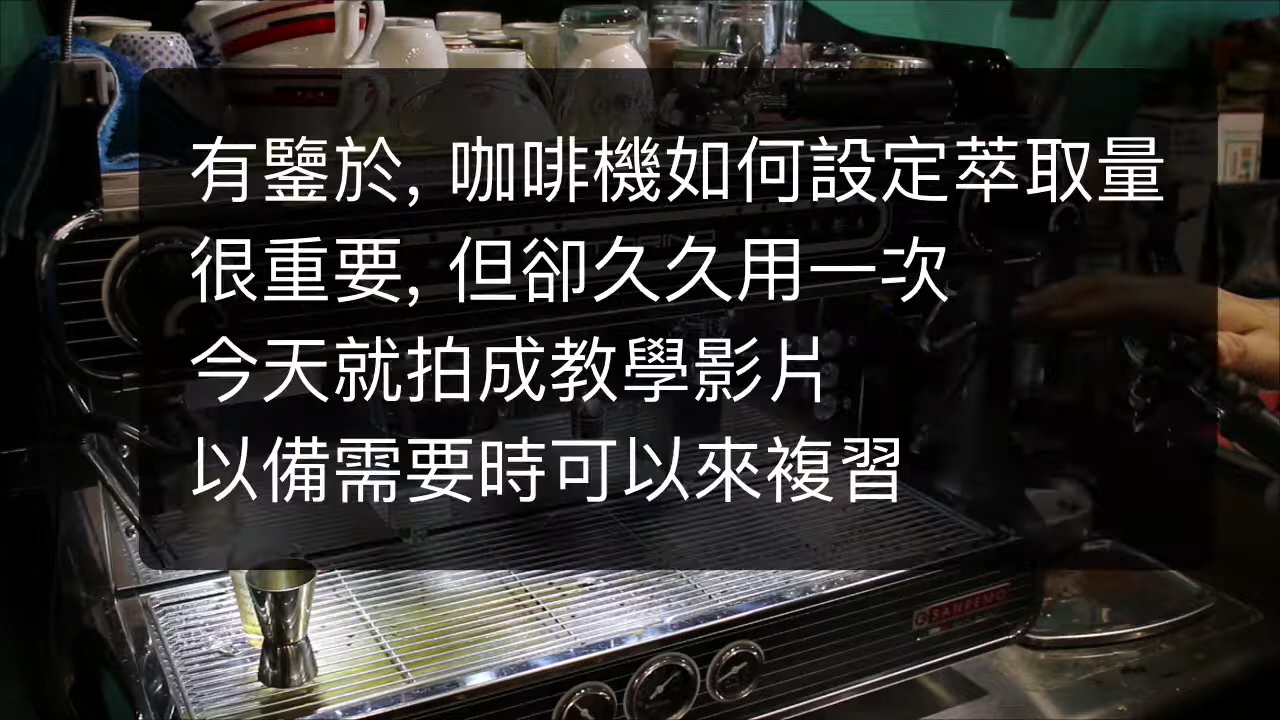 有鑒於, 咖啡機如何設定萃取量
很重要, 但卻久久用一次
今天就拍成教學影片
以備需要時可以來複習
SANREMO